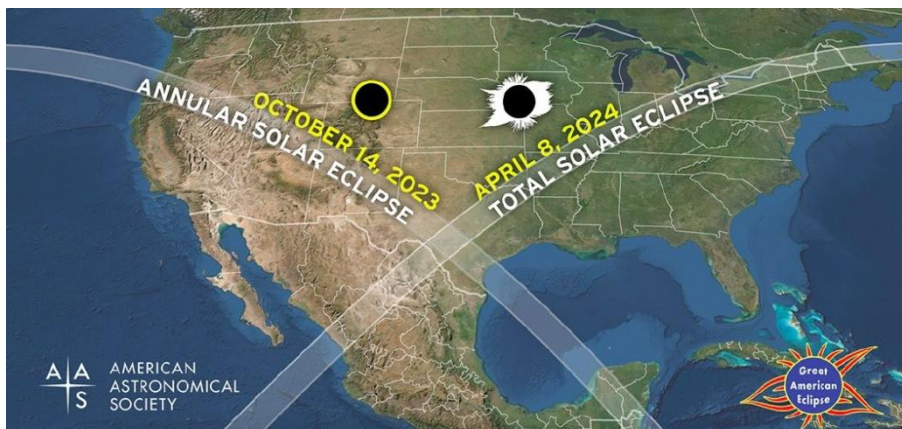 OCTOBER 14, 2023
ANNULAR SOLAR ECLIPSE
APRIL 8, 2024
TOTAL SOLAR ECLIPSE
A A
S
AMERICAN
ASTRONOMICAL
SOCIETY
Great
American
Eclipse